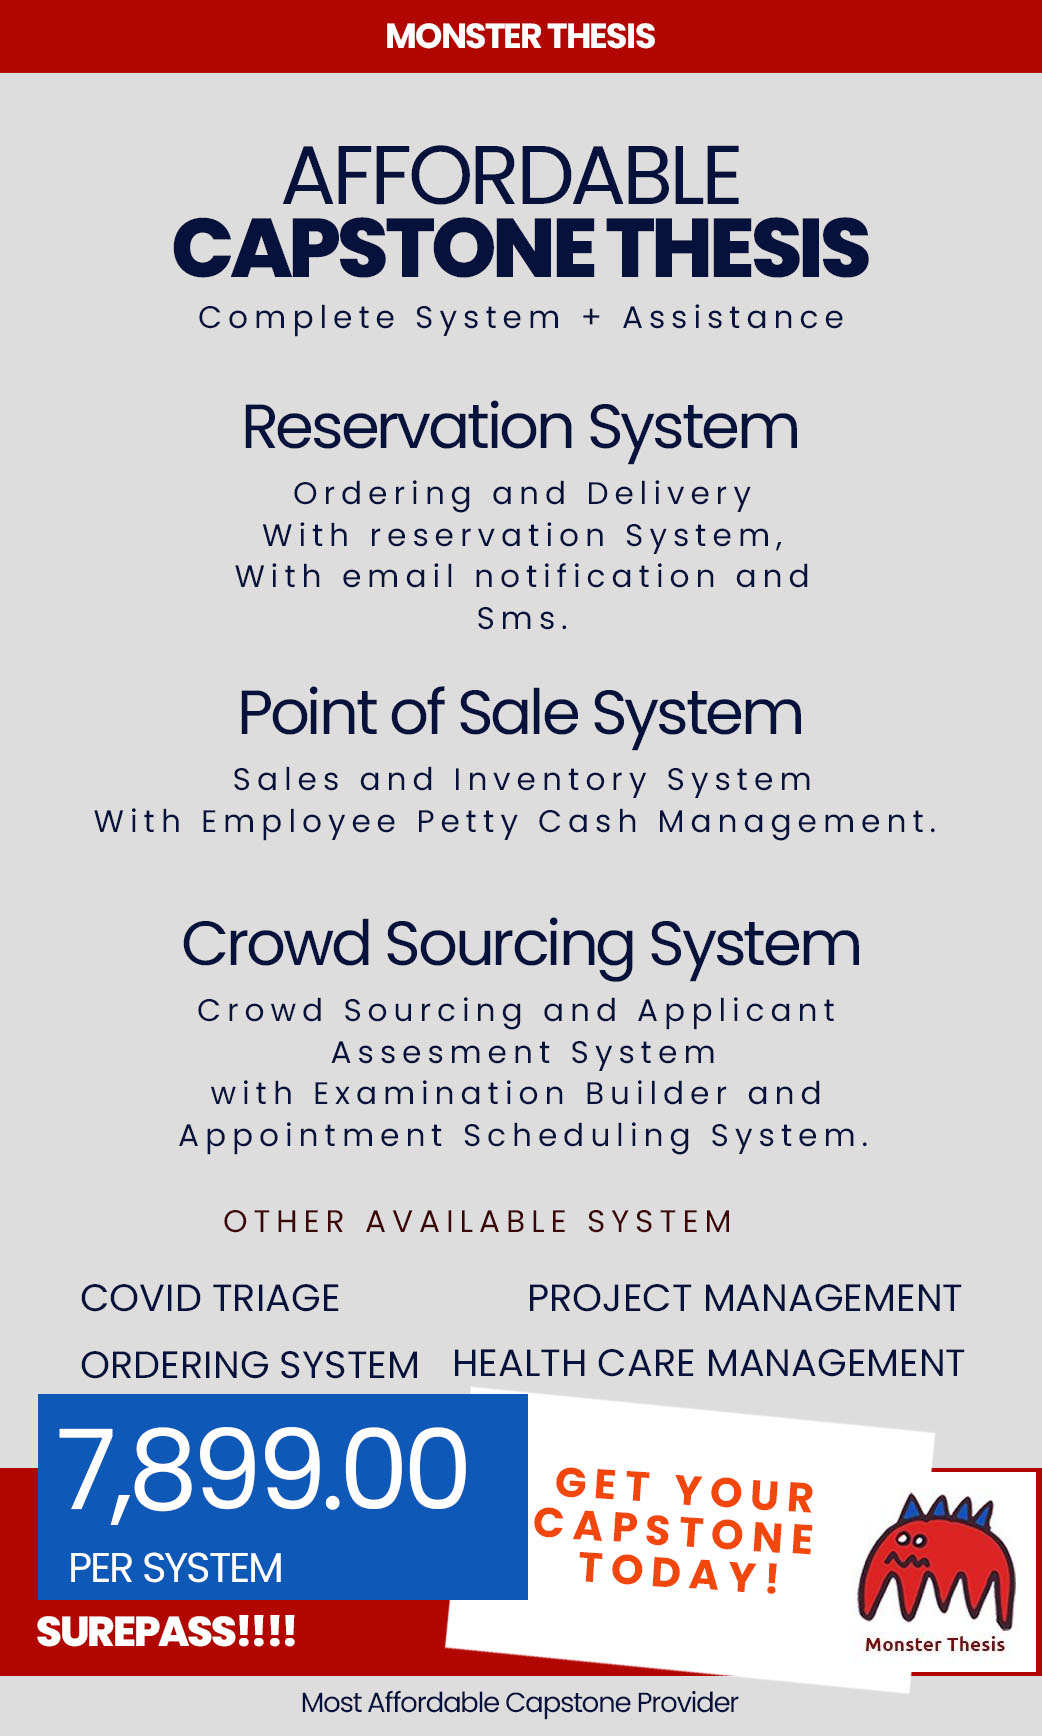 MONSTER THESIS
AFFORDABLE
CAPSTONE THESIS
Complete System + Assistance
Reservation System
Ordering and Delivery
With reservation System,
With email notification and
Sms.
Point of Sale System
Sales and Inventory System
With Employee Petty Cash Management.
Crowd Sourcing System
Crowd Sourcing and Applicant
Assesment System
with Examination Builder and
Appointment Scheduling System.
OTHER AVAILABLE SYSTEM
COVID TRIAGE
PROJECT MANAGEMENT
ORDERING SYSTEM
HEALTH CARE MANAGEMENT
7,899.00
PER SYSTEM
SUREPASS!!!!
GET YOUR
CAPSTONE
TODAY!
Monster Thesis
Most Affordable Capstone Provider